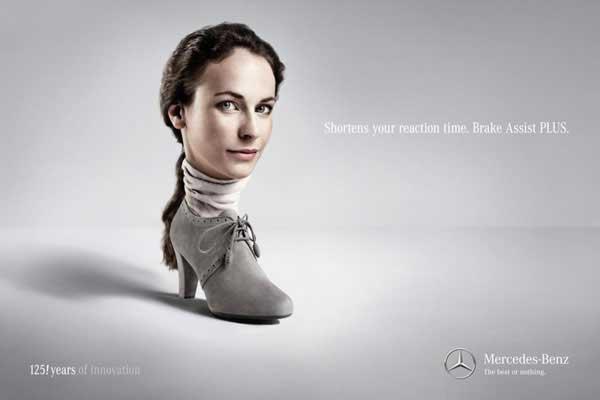 Shortens your reaction time. Brake Assist PLUS.
125! years of innovation
Mercedes-Benz
The best or nothing.